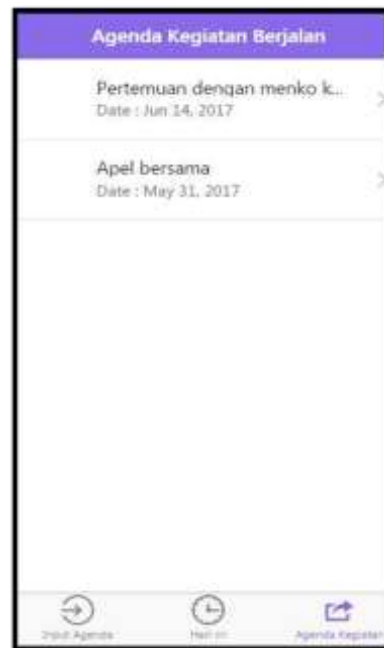 Agenda Kegiatan Berjalan
Pertemuan dengan menko k...
Date : Jun 14, 2017
Apel bersama
Date : May 31, 2017
Input Agenda
Hari ini
Agenda Kegiatan